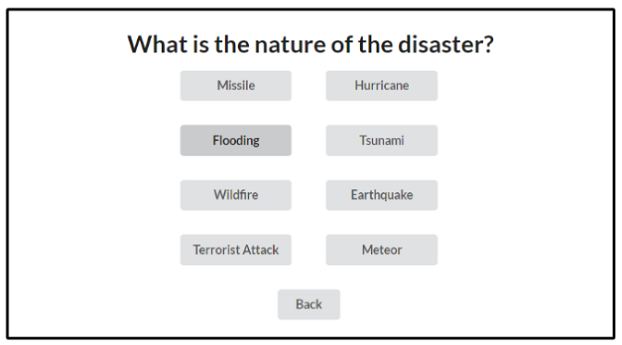 What is the nature of the disaster?
Missile Hurricane
Flooding Tsunami
Wildfire Earthquake
Terrorist Attack Meteor
Back